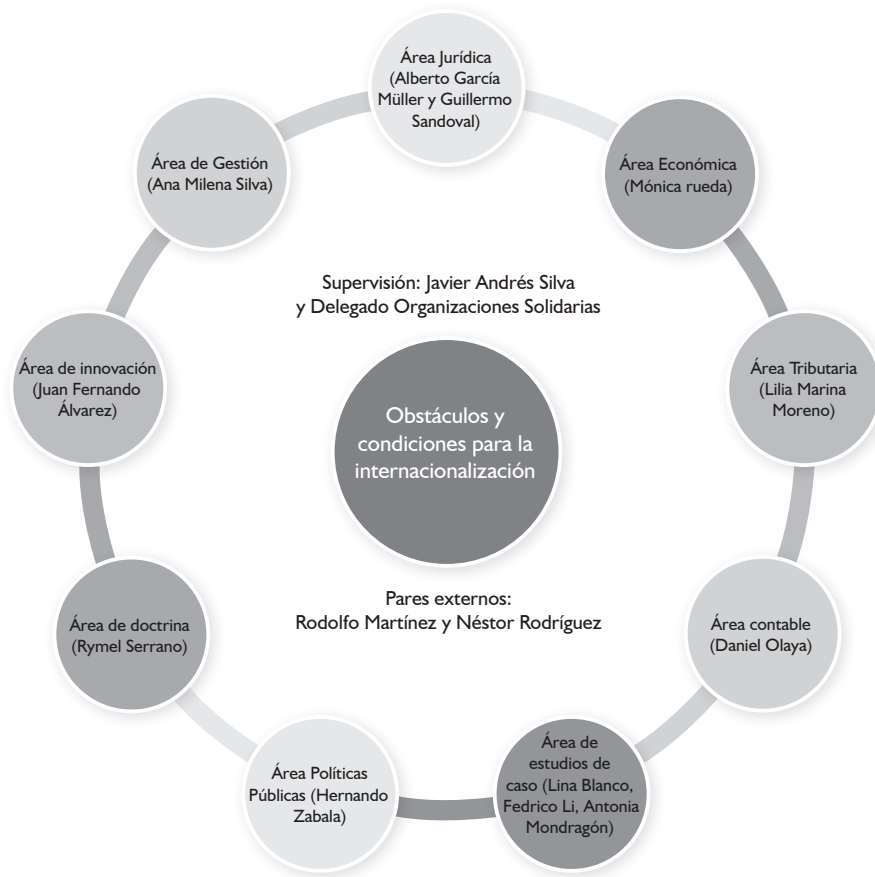 Área Jurídica
(Alberto García
Müller y Guillermo
Sandoval)
Área de Gestión
(Ana Milena Silva)
Área Económica
(Mónica rueda)
Supervisión: Javier Andrés Silva
y Delegado Organizaciones Solidarias
Área de innovación
(Juan Fernando
Álvarez)
Área Tributaria
(Lilia Marina
Moreno)
Obstáculos y
condiciones para la
internacionalización
Pares externos:
Rodolfo Martínez y Néstor Rodríguez
Área de doctrina
(Rymel Serrano)
Área contable
(Daniel Olaya)
Área Políticas
Públicas (Hernando
Zabala)
Área de
estudios de
caso (Lina Blanco,
Fedrico Li, Antonia
Mondragón)